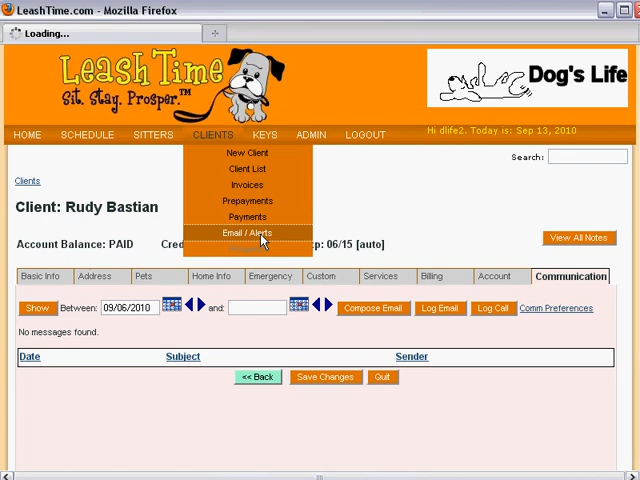 LeashTime.com - Mozilla Firefox
Loading...
Leash Time
Sit. Stay. Prosper.™
Dog's Life
HOME SCHEDULE SITTERS CLIENTS KEYS ADMIN LOGOUT
Hi dlife2. Today is: Sep 13, 2010
New Client
Client List
Invoices
Prepayments
Payments
Email / Alerts
Search:
Clients
Client: Rudy Bastian
Account Balance: PAID Cred p: 06/15 [auto]
View All Notes
Basic Info Address Pets Home Info Emergency Custom Services Billing Account Communication
Show Between: 09/06/2010 and: Compose Email Log Email Log Call Comm Preferences
No messages found.
Date Subject Sender
<< Back Save Changes Quit